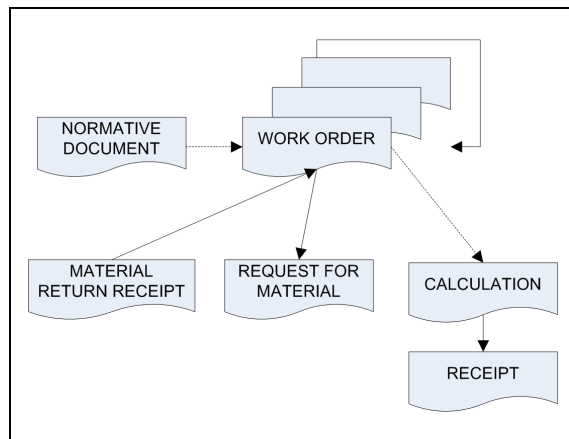 NORMATIVE
DOCUMENT
WORK ORDER
MATERIAL
RETURN RECEIPT
REQUEST FOR
MATERIAL
CALCULATION
RECEIPT